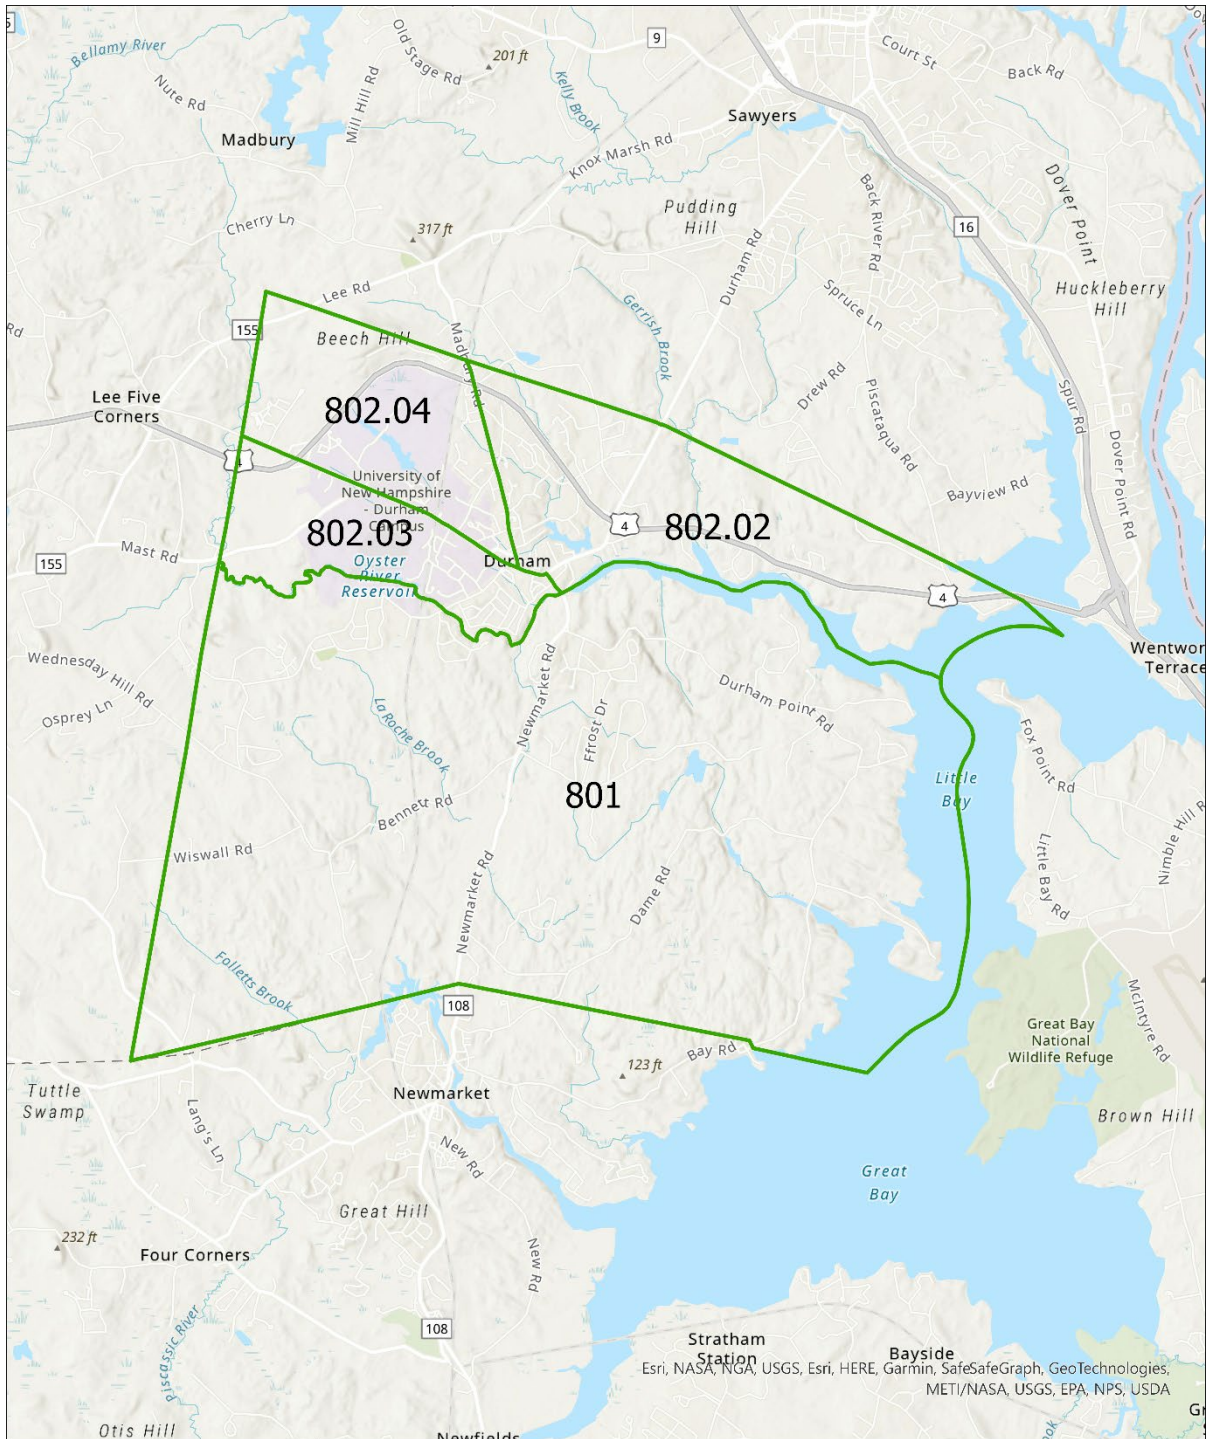 Bellamy River
Nute Rd
Old Stage Rd
201 ft
9
Court St
Back Rd
Kelly Brook
Mill Hill Rd
Madbury
Sawyers
Knox Marsh Rd
Dover Point
Pudding
Hill
Back River Rd
Cherry Ln
317 ft
16
Durham Rd
Lee Rd
Spruce Ln
Huckleberry
Hill
Gerrish Brook
155
Beech Hill
Madbury Rd
Rd
Lee Five
Corners
Drew Rd
Piscataqua Rd
Spur Rd
802.04
4
University of
New Hampshire
- Durham
Campus
Dover Point Rd
Bayview Rd
802.03
4
802.02
155
Mast Rd
Oyster
River
Reservoir
Durham
4
Wednesday Hill Rd
Wentwor
Terrace
Osprey Ln
LaRoche Brook
Newmarket Rd
Ffrost Dr
Durham Point Rd
Fox Point Rd
Little
Bay
801
Bennett Rd
Wiswall Rd
Nimble Hill R
Little Bay Rd
Newmarket Rd
Dame Rd
Folletts Brook
108
McIntyre Rd
Great Bay
National
Wildlife Refuge
Bay Rd
123 ft
Tuttle
Swamp
Newmarket
Lang's Ln
Brown Hill
New Rd
Great
Bay
Great Hill
232 ft
Four Corners
New Rd
108
Piscassic River
Stratham
Station
Bayside
Esri, NASA, NGA, USGS, Esri, HERE, Garmin, SafeSafeGraph, GeoTechnologies,
METI/NASA, USGS, EPA, NPS, USDA
Otis Hill
Newfields
ok